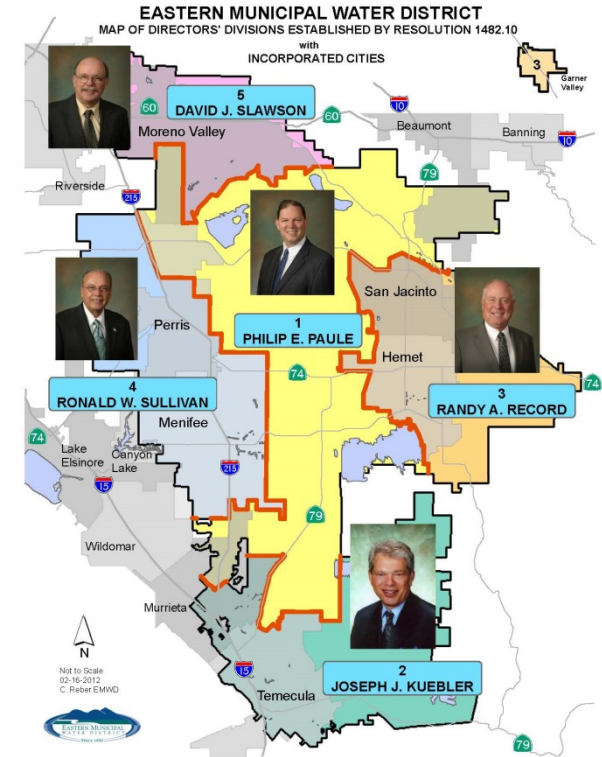 EASTERN MUNICIPAL WATER DISTRICT
MAP OF DIRECTORS' DIVISIONS ESTABLISHED BY RESOLUTION 1482.10
with
INCORPORATED CITIES
3
Garner
Valley
5
DAVID J. SLAWSON
60
Moreno Valley
60
10
Beaumont
Banning
10
79
Riverside
215
San Jacinto
Perris
1
PHILIP E. PAULE
Hemet
74
4
RONALD W. SULLIVAN
3
RANDY A. RECORD
74
Menifee
74
Lake
Elsinore
Canyon
Lake
215
15
79
Wildomar
Murrieta
N
Not to Scale
02-16-2012
C. Reber EMWD
15
2
JOSEPH J. KUEBLER
Temecula
EASTERN MUNICIPAL
WATER DISTRICT
SINCE 1950
79